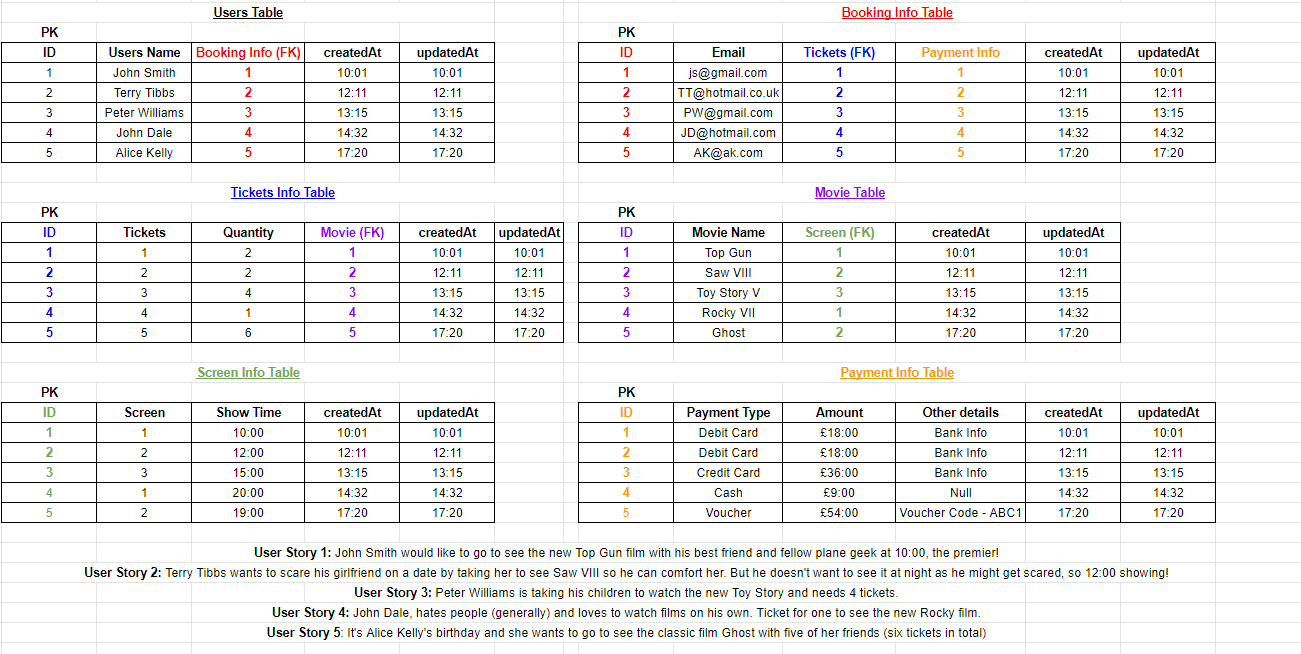 Users Table
PK
ID Users Name Booking Info (FK) createdAt updatedAt
1 John Smith 1 10:01 10:01
2 Terry Tibbs 2 12:11 12:11
3 Peter Williams 3 13:15 13:15
4 John Dale 4 14:32 14:32
5 Alice Kelly 5 17:20 17:20
Booking Info Table
PK
ID Email Tickets (FK) Payment Info createdAt updatedAt
1 js@gmail.com 1 1 10:01 10:01
2 TT@hotmail.co.uk 2 2 12:11 12:11
3 PW@gmail.com 3 3 13:15 13:15
4 JD@hotmail.com 4 4 14:32 14:32
5 AK@ak.com 5 5 17:20 17:20
Tickets Info Table
PK
ID Tickets Quantity Movie (FK) createdAt updatedAt
1 1 2 1 10:01 10:01
2 2 2 2 12:11 12:11
3 3 4 3 13:15 13:15
4 4 1 4 14:32 14:32
5 5 6 5 17:20 17:20
Movie Table
PK
ID Movie Name Screen (FK) createdAt updatedAt
1 Top Gun 1 10:01 10:01
2 Saw VIII 2 12:11 12:11
3 Toy Story V 3 13:15 13:15
4 Rocky VII 1 14:32 14:32
5 Ghost 2 17:20 17:20
Screen Info Table
PK
ID Screen Show Time createdAt updatedAt
1 1 10:00 10:01 10:01
2 2 12:00 12:11 12:11
3 3 15:00 13:15 13:15
4 1 20:00 14:32 14:32
5 2 19:00 17:20 17:20
Payment Info Table
PK
ID Payment Type Amount Other details createdAt updatedAt
1 Debit Card £18:00 Bank Info 10:01 10:01
2 Debit Card £18:00 Bank Info 12:11 12:11
3 Credit Card £36:00 Bank Info 13:15 13:15
4 Cash £9:00 Null 14:32 14:32
5 Voucher £54:00 Voucher Code - ABC1 17:20 17:20
User Story 1: John Smith would like to go to see the new Top Gun film with his best friend and fellow plane geek at 10:00, the premier!
User Story 2: Terry Tibbs wants to scare his girlfriend on a date by taking her to see Saw VIII so he can comfort her. But he doesn't want to see it at night as he might get scared, so 12:00 showing!
User Story 3: Peter Williams is taking his children to watch the new Toy Story and needs 4 tickets.
User Story 4: John Dale, hates people (generally) and loves to watch films on his own. Ticket for one to see the new Rocky film.
User Story 5: It's Alice Kelly's birthday and she wants to go to see the classic film Ghost with five of her friends (six tickets in total)